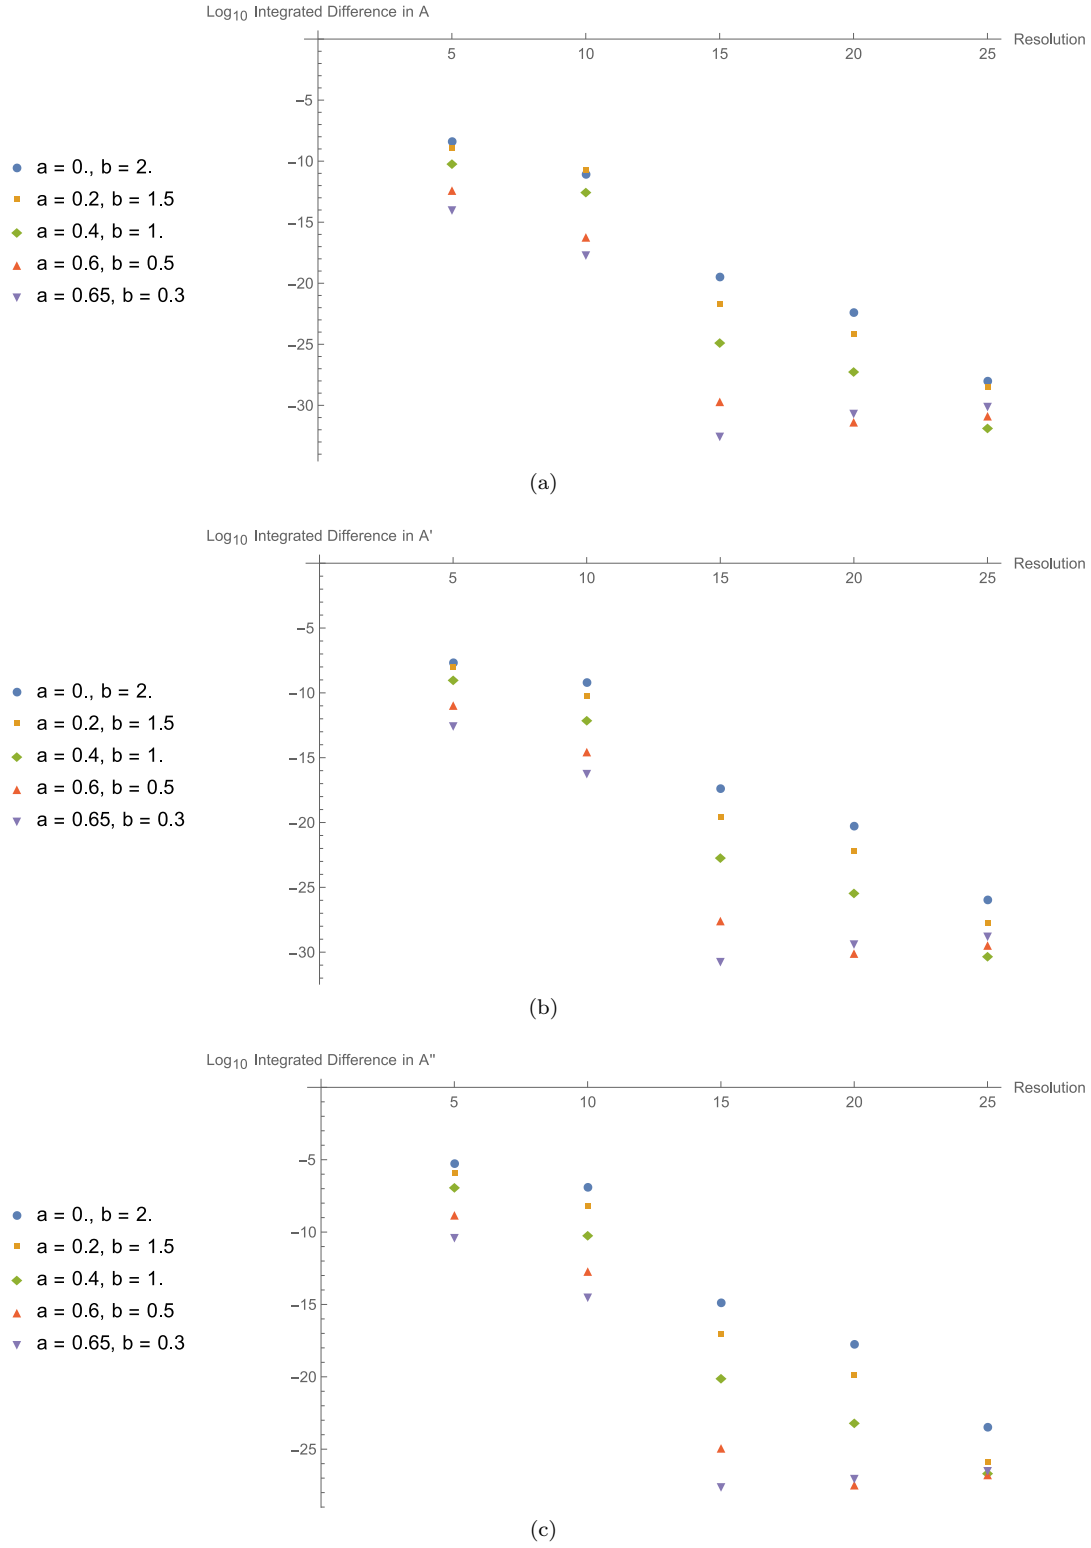 Log10 Integrated Difference in A
Resolution
5 10 15 20 25
−5
−10
−15
−20
−25
−30
a = 0., b = 2.
a = 0.2, b = 1.5
a = 0.4, b = 1.
a = 0.6, b = 0.5
a = 0.65, b = 0.3
(a)
Log10 Integrated Difference in A'
Resolution
5 10 15 20 25
−5
−10
−15
−20
−25
−30
a = 0., b = 2.
a = 0.2, b = 1.5
a = 0.4, b = 1.
a = 0.6, b = 0.5
a = 0.65, b = 0.3
(b)
Log10 Integrated Difference in A''
Resolution
5 10 15 20 25
−5
−10
−15
−20
−25
a = 0., b = 2.
a = 0.2, b = 1.5
a = 0.4, b = 1.
a = 0.6, b = 0.5
a = 0.65, b = 0.3
(c)